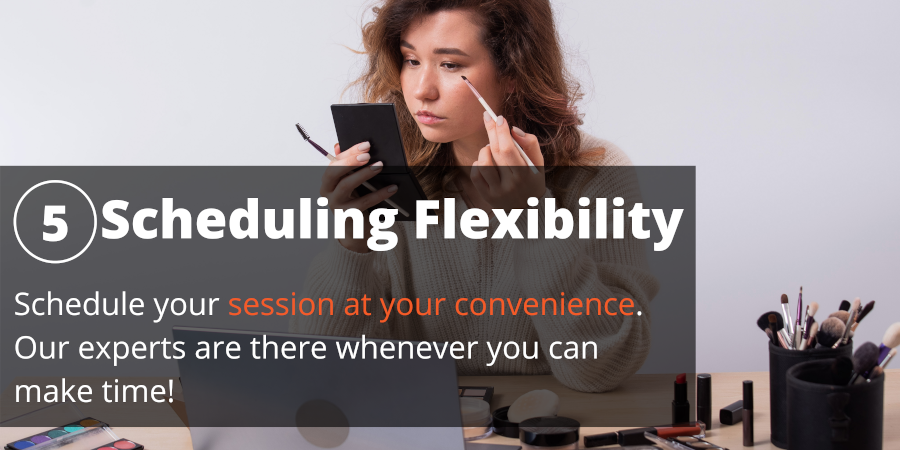 5 Scheduling Flexibility
Schedule your session at your convenience.
Our experts are there whenever you can
make time!